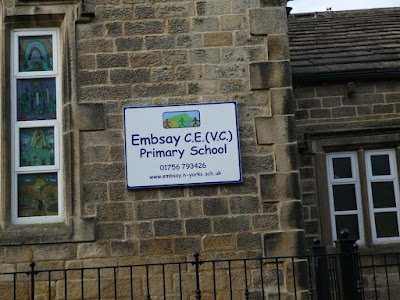 Embsay C.E.(V.C.)
Primary School
01756 793426
www.embsay.n-yorks.sch.uk